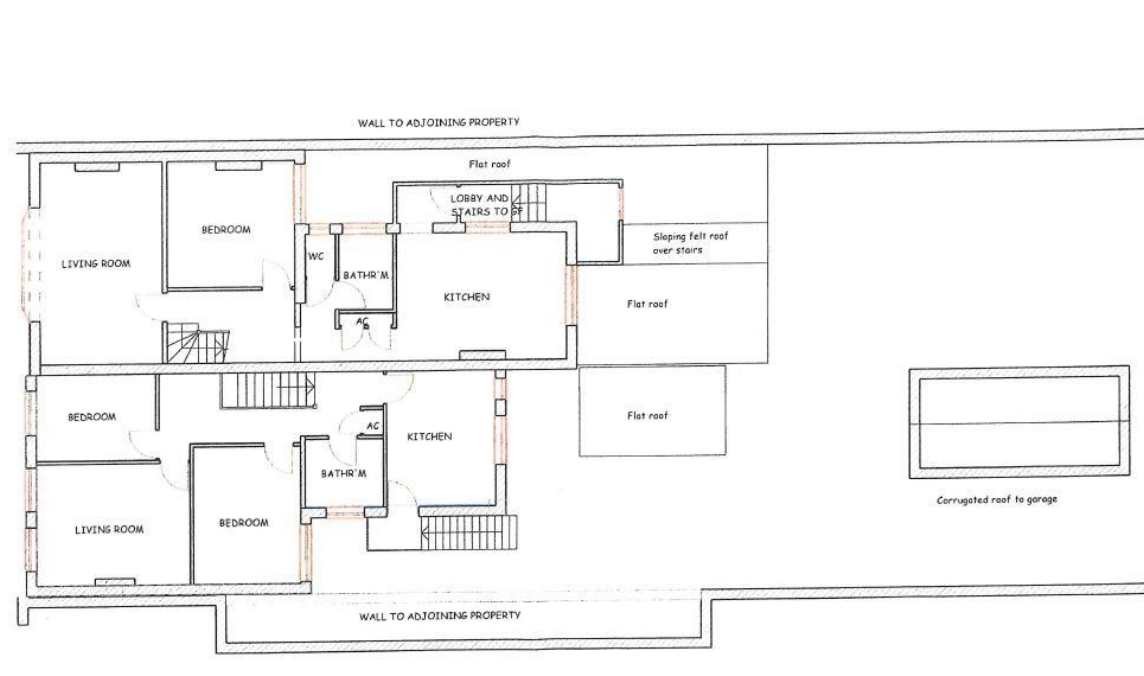 WALL TO ADJOINING PROPERTY
Flat roof
LOBBY AND
STAIRS TO GF
BEDROOM
LIVING ROOM
WC
BATHR'M
KITCHEN
AC
Sloping felt roof
over stairs
Flat roof
BEDROOM
AC
KITCHEN
Flat roof
BATHR'M
LIVING ROOM
BEDROOM
Corrugated roof to garage
WALL TO ADJOINING PROPERTY